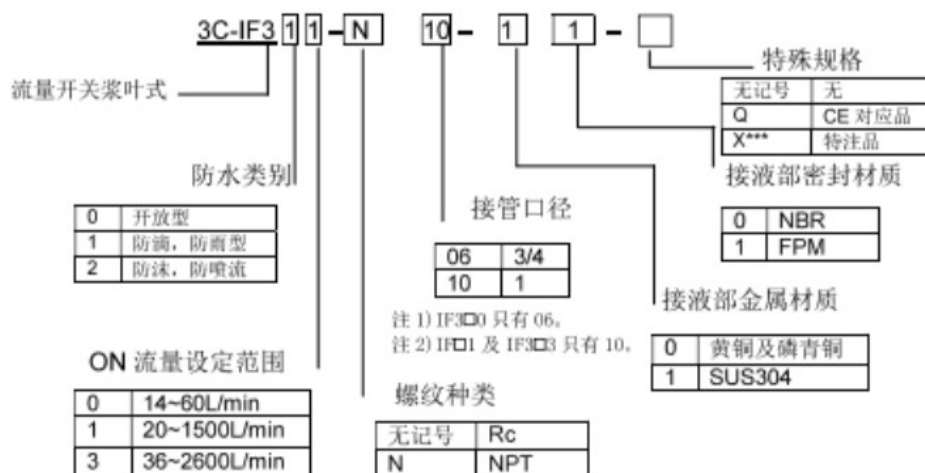 3C-IF3 1 1 - N 10 - 1 1 - □
流量开关浆叶式
特殊规格
无记号 无
Q CE 对应品
X*** 特注品
防水类别
0 开放型
1 防滴，防雨型
2 防沫，防喷流
接管口径
06 3/4
10 1
注 1) IF3□0 只有 06。
注 2) IF□1 及 IF3□3 只有 10。
接液部密封材质
0 NBR
1 FPM
接液部金属材质
0 黄铜及磷青铜
1 SUS304
ON 流量设定范围
0 14~60L/min
1 20~1500L/min
3 36~2600L/min
螺纹种类
无记号 Rc
N NPT